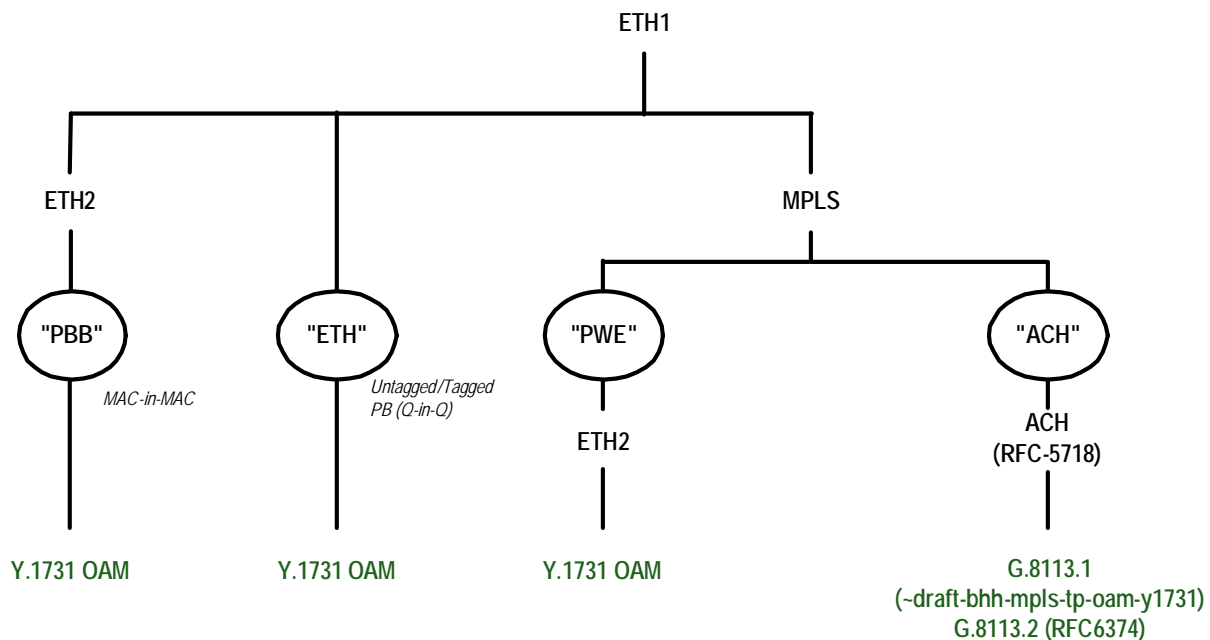 ETH1
ETH2
MPLS
"PBB"
"ETH"
"PWE"
"ACH"
MAC-in-MAC
Untagged/Tagged
PB (Q-in-Q)
ETH2
ACH
(RFC-5718)
Y.1731 OAM
Y.1731 OAM
Y.1731 OAM
G.8113.1
(~draft-bhh-mpls-tp-oam-y1731)
G.8113.2 (RFC6374)